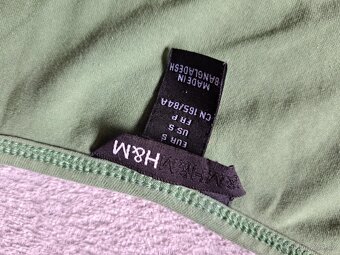 H&M
EUR S
US S
FR P
CN 165/84A
MADE IN
BANGLADESH